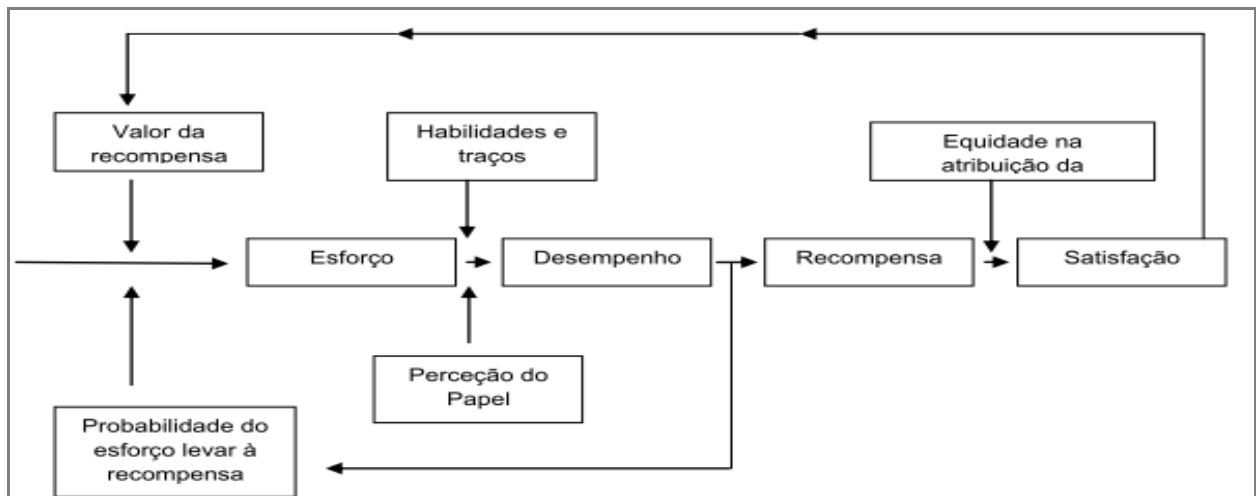 Valor da
recompensa
Habilidades e
traços
Equidade na
atribuição da
Esforço
Desempenho
Recompensa
Satisfação
Perceção do
Papel
Probabilidade do
esforço levar à
recompensa